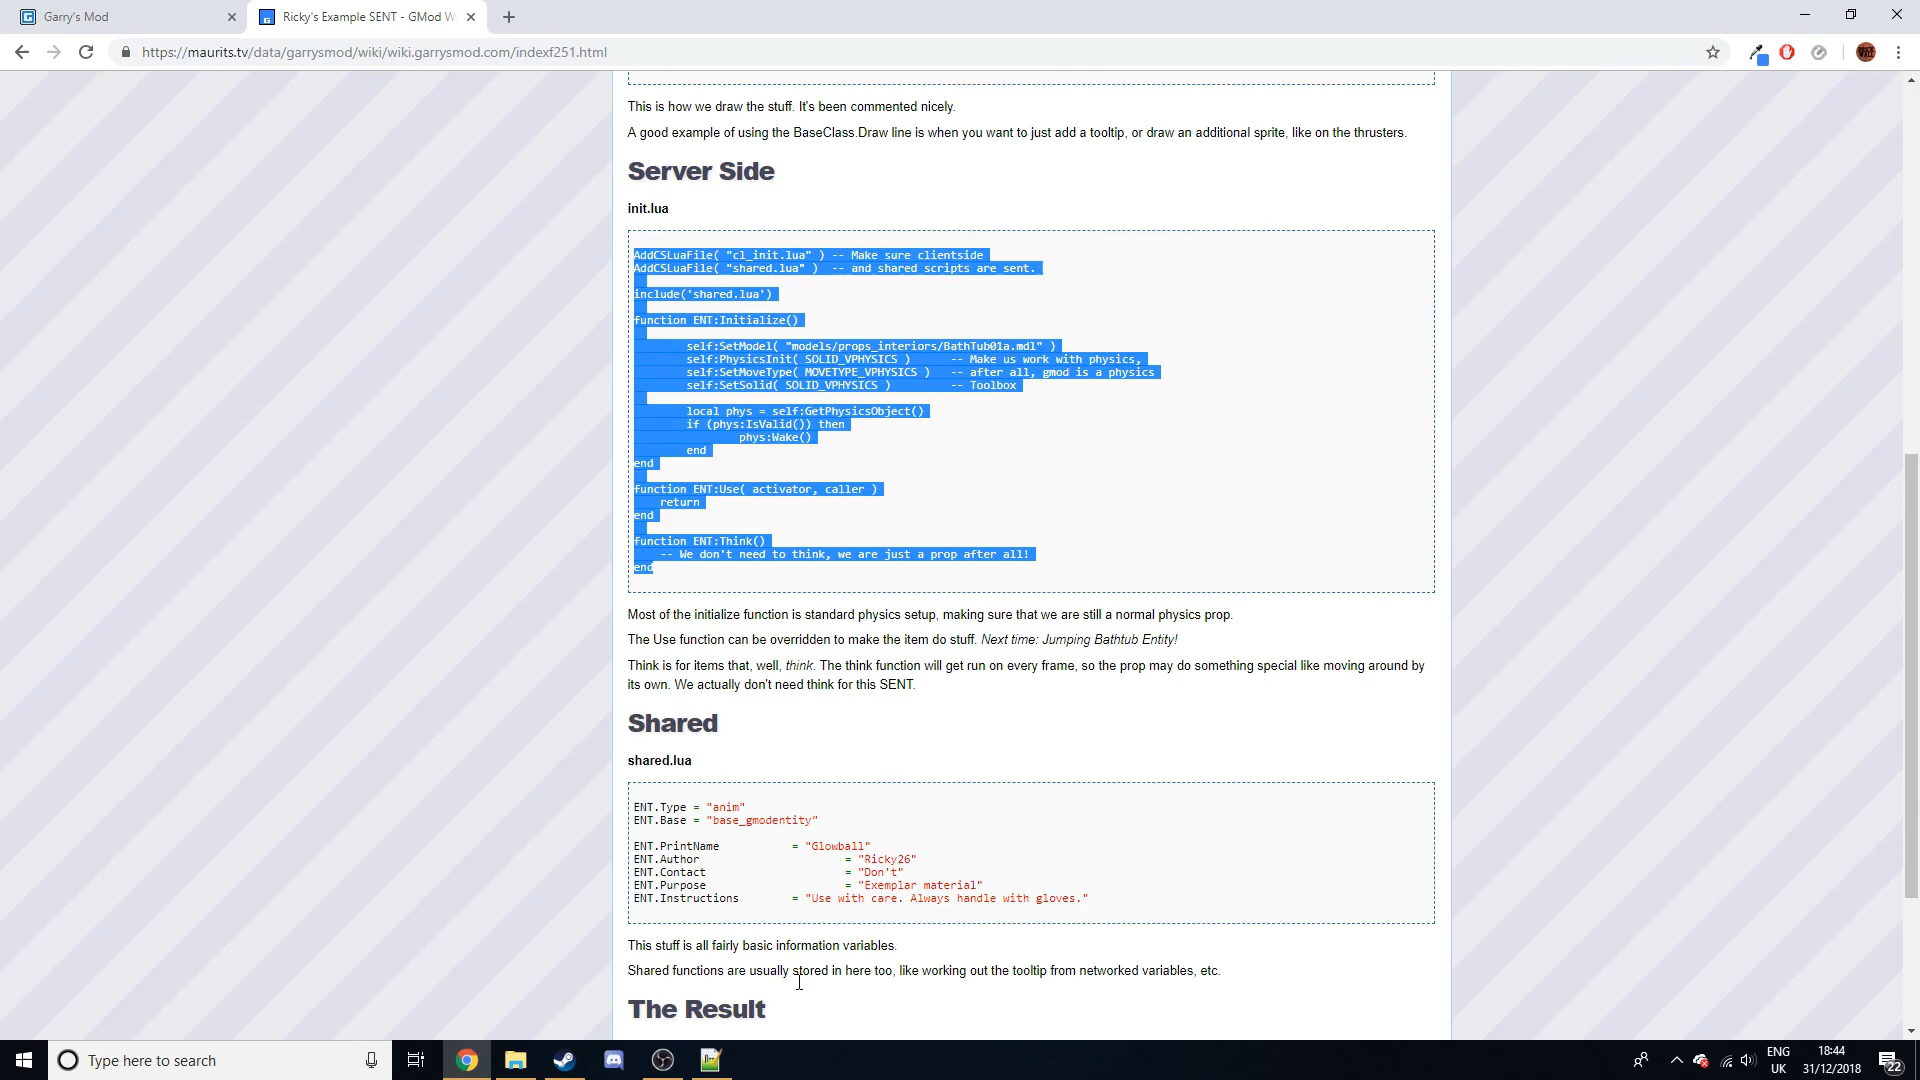 Garry's Mod
Ricky's Example SENT - GMod W
https://maurits.tv/data/garrysmod/wiki/wiki.garrysmod.com/indexf251.html
This is how we draw the stuff. It's been commented nicely.
A good example of using the BaseClass.Draw line is when you want to just add a tooltip, or draw an additional sprite, like on the thrusters.
Server Side
init.lua
AddCSLuaFile( "cl_init.lua" ) -- Make sure clientside
AddCSLuaFile( "shared.lua" )  -- and shared scripts are sent.
include('shared.lua')
function ENT:Initialize()
self:SetModel( "models/props_interiors/BathTub01a.mdl" )
self:PhysicsInit( SOLID_VPHYSICS )      -- Make us work with physics,
self:SetMoveType( MOVETYPE_VPHYSICS )   -- after all, gmod is a physics
self:SetSolid( SOLID_VPHYSICS )         -- Toolbox
local phys = self:GetPhysicsObject()
if (phys:IsValid()) then
phys:Wake()
end
end
function ENT:Use( activator, caller )
return
end
function ENT:Think()
-- We don't need to think, we are just a prop after all!
end
Most of the initialize function is standard physics setup, making sure that we are still a normal physics prop.
The Use function can be overridden to make the item do stuff. Next time: Jumping Bathtub Entity!
Think is for items that, well, think. The think function will get run on every frame, so the prop may do something special like moving around by
its own. We actually don't need think for this SENT.
Shared
shared.lua
ENT.Type = "anim"
ENT.Base = "base_gmodentity"
ENT.PrintName = "Glowball"
ENT.Author = "Ricky26"
ENT.Contact = "Don't"
ENT.Purpose = "Exemplar material"
ENT.Instructions = "Use with care. Always handle with gloves."
This stuff is all fairly basic information variables.
Shared functions are usually stored in here too, like working out the tooltip from networked variables, etc.
The Result
Type here to search
ENG
UK
18:44
31/12/2018
22